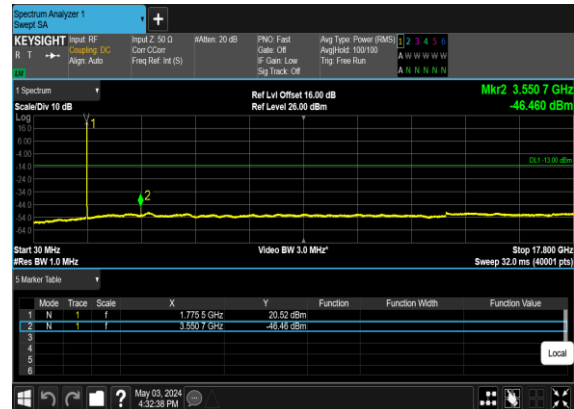 Spectrum Analyzer 1
Swept SA
+
KEYSIGHT Input: RF Input Z: 50 Ω #Atten: 20 dB PNO: Fast Avg Type: Power (RMS) 1 2 3 4 5 6
R T Coupling: DC Corr CCorr Gate: Off Avg|Hold: 100/100 A W W W W W
Align: Auto Freq Ref: Int (S) IF Gain: Low Trig: Free Run
Sig Track: Off A N N N N N
1 Spectrum Ref Lvl Offset 16.00 dB Mkr2 3.550 7 GHz
Scale/Div 10 dB Ref Level 26.00 dBm -46.460 dBm
Log
16.0
1
6.00
-4.00
DL1 -13.00 dBm
-14.0
-24.0
-34.0
2
-44.0
-54.0
-64.0
Start 30 MHz Video BW 3.0 MHz* Stop 17.800 GHz
#Res BW 1.0 MHz Sweep 32.0 ms (40001 pts)
5 Marker Table
Mode Trace Scale X Y Function Function Width Function Value
1 N 1 f 1.775 5 GHz 20.52 dBm
2 N 1 f 3.550 7 GHz -46.46 dBm
3
4
5
6
Local
? May 03, 2024
4:32:38 PM